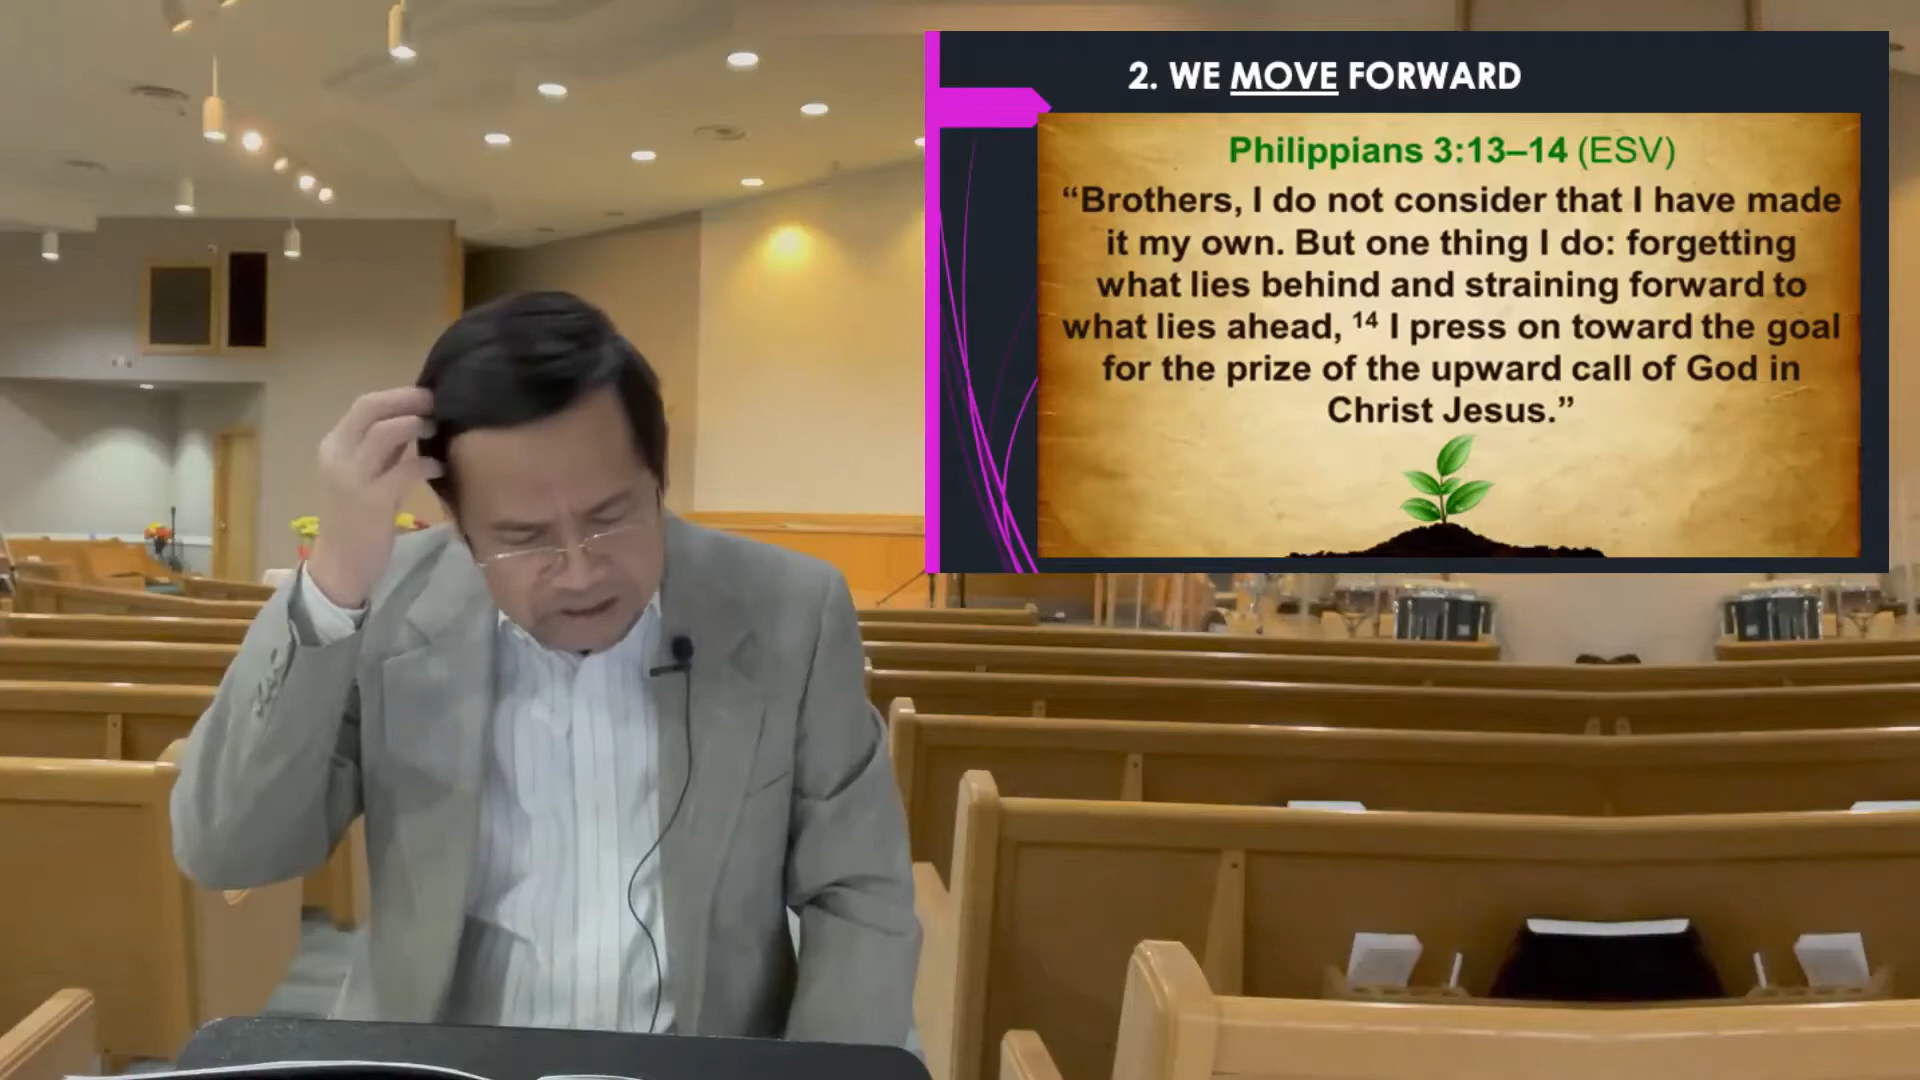 2. WE MOVE FORWARD
Philippians 3:13–14 (ESV)
“Brothers, I do not consider that I have made
it my own. But one thing I do: forgetting
what lies behind and straining forward to
what lies ahead, ¹⁴ I press on toward the goal
for the prize of the upward call of God in
Christ Jesus.”